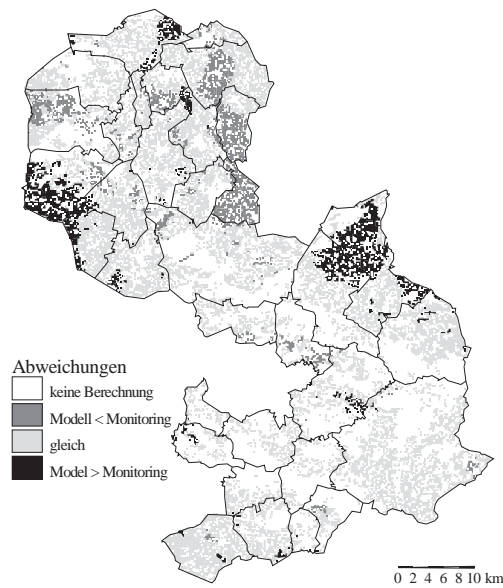 Abweichungen
keine Berechnung
Modell < Monitoring
gleich
Model > Monitoring
0 2 4 6 8 10 km